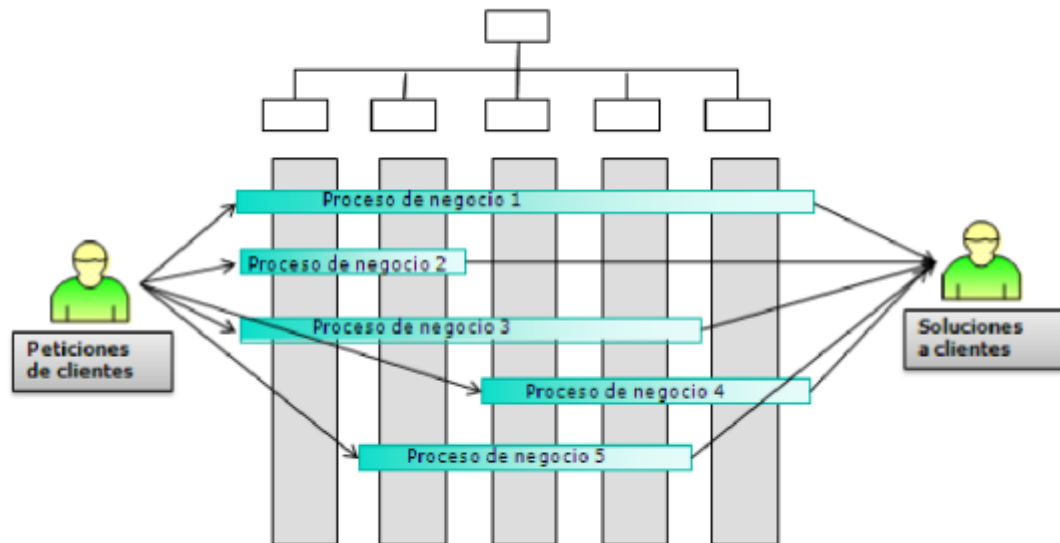 Proceso de negocio 1
Proceso de negocio 2
Proceso de negocio 3
Peticiones
de clientes
Soluciones
a clientes
Proceso de negocio 4
Proceso de negocio 5